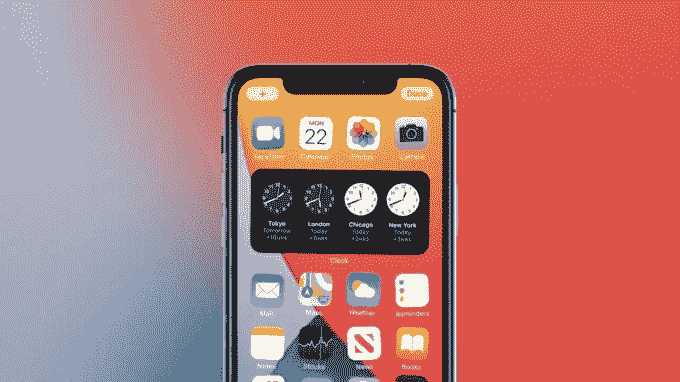 Done
MON
22
FaceTime Calendar Photos Camera
Tokyo London Chicago New York
Tomorrow Today Today Today
Clock
Mail Maps Weather Reminders
Notes Stocks News Books